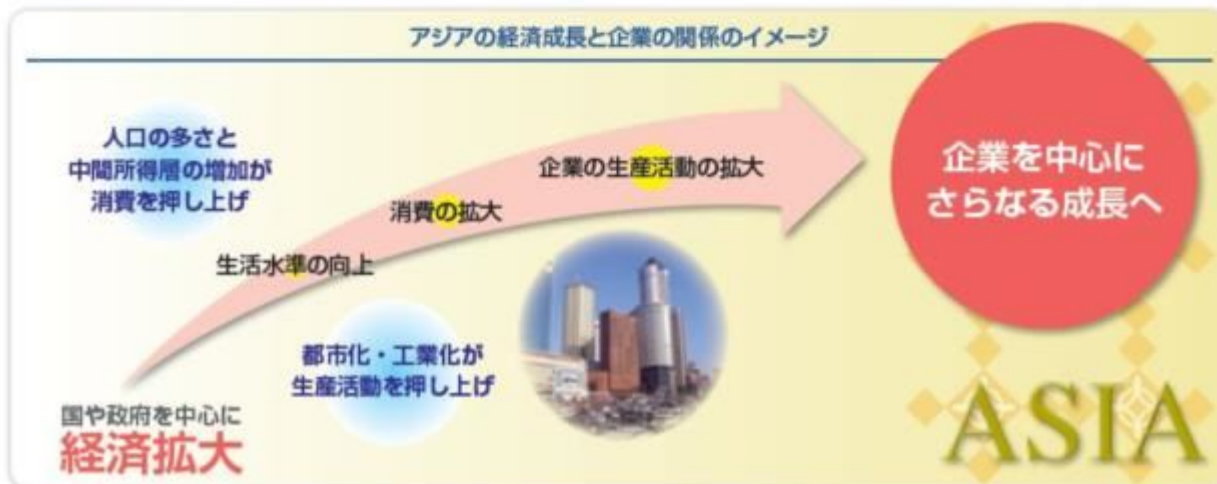 アジアの経済成長と企業の関係のイメージ
人口の多さと
中間所得層の増加が
消費を押し上げ
企業の生産活動の拡大
消費の拡大
生活水準の向上
企業を中心に
さらなる成長へ
都市化・工業化が
生産活動を押し上げ
国や政府を中心に
経済拡大
ASIA